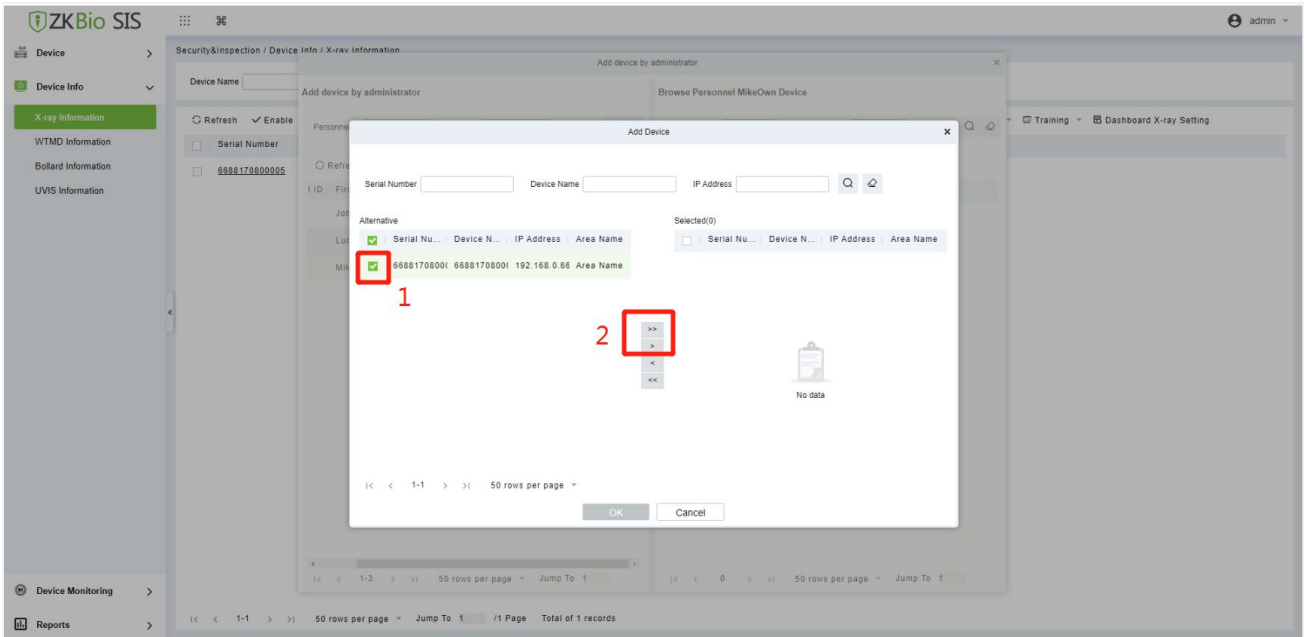 ZKBio SIS
admin
Device
Security&Inspection / Device Info / X-ray Information
Add device by administrator
Device Info
Device Name
Add device by administrator
Browse Personnel MikeOwn Device
X-ray Information
Refresh Enable
Personne
Training
Dashboard X-ray Setting
Add Device
WTMD Information
Serial Number
Bollard Information
6688170800005
Refre
UVIS Information
ID Fir
Serial Number
Device Name
IP Address
Alternative
Selected(0)
Serial Nu... Device N... IP Address Area Name
Serial Nu... Device N... IP Address Area Name
6688170800( 6688170800( 192.168.0.66 Area Name
1
2
>>
>
<
<<
No data
1-1 50 rows per page
OK
Cancel
1-3 50 rows per page Jump To 1
0 50 rows per page Jump To 1
Device Monitoring
1-1 50 rows per page Jump To 1 /1 Page Total of 1 records
Reports